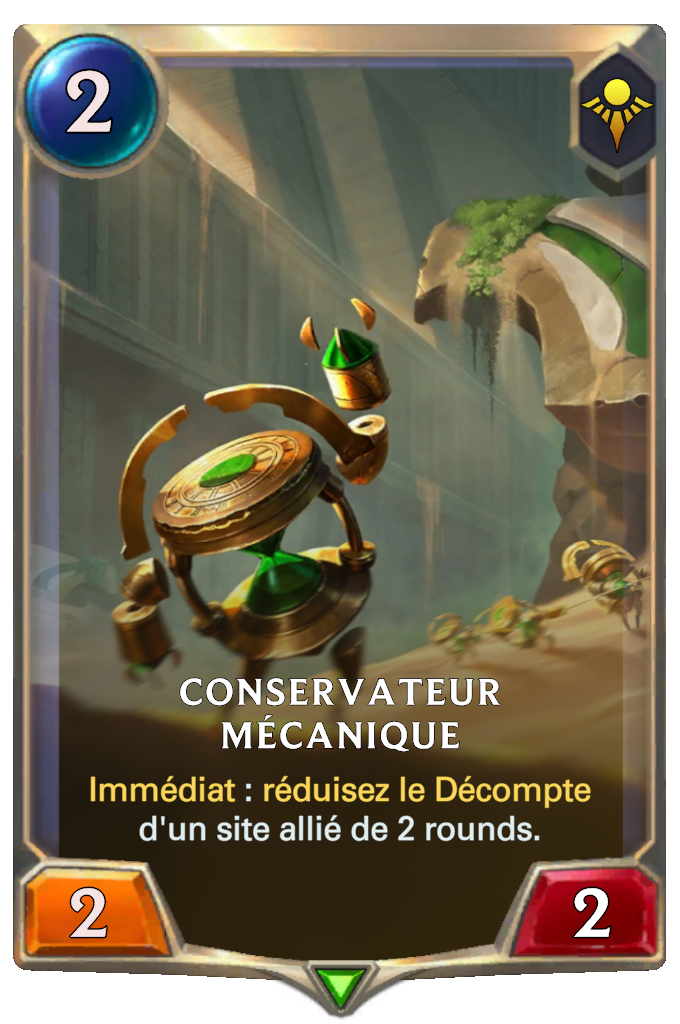 2
CONSERVATEUR
MÉCANIQUE
Immédiat : réduisez le Décompte
d'un site allié de 2 rounds.
2
2